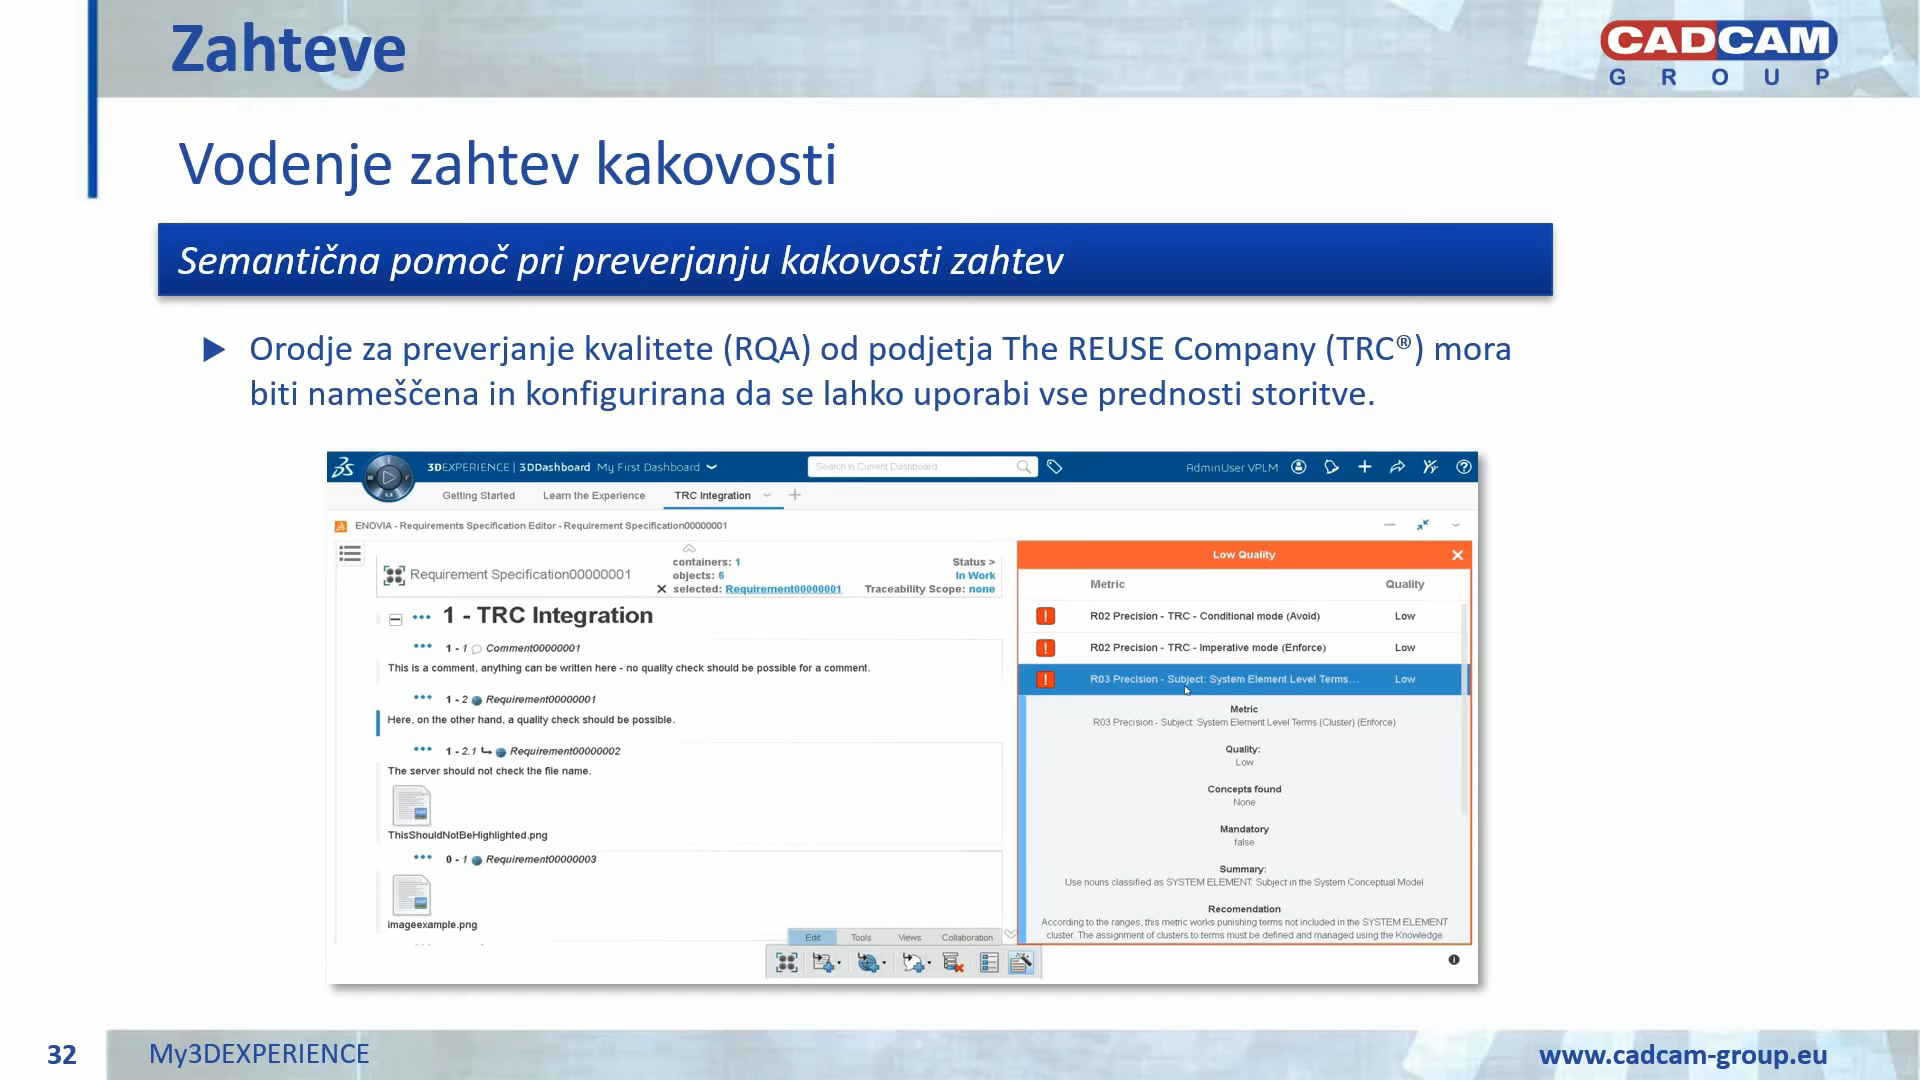 Zahteve
CADCAM
GROUP
Vodenje zahtev kakovosti
Semantična pomoč pri preverjanju kakovosti zahtev
Orodje za preverjanje kvalitete (RQA) od podjetja The REUSE Company (TRC®) mora
biti nameščena in konfigurirana da se lahko uporabi vse prednosti storitve.
3DEXPERIENCE | 3DDashboard My First Dashboard
Search in Current Dashboard
AdminUser VPLM
Getting Started
Learn the Experience
TRC Integration
ENOVIA - Requirements Specification Editor - Requirement Specification00000001
Requirement Specification00000001
containers: 1
objects: 6
selected: Requirement00000001
Status >
In Work
Traceability Scope: none
1 - TRC Integration
1 - 1 Comment00000001
This is a comment, anything can be written here - no quality check should be possible for a comment.
1 - 2 Requirement00000001
Here, on the other hand, a quality check should be possible.
1 - 2.1 Requirement00000002
The server should not check the file name.
ThisShouldNotBeHighlighted.png
0 - 1 Requirement00000003
imageexample.png
Edit
Tools
Views
Collaboration
Low Quality
Metric Quality
R02 Precision - TRC - Conditional mode (Avoid) Low
R02 Precision - TRC - Imperative mode (Enforce) Low
R03 Precision - Subject: System Element Level Terms... Low
Metric
R03 Precision - Subject: System Element Level Terms (Cluster) (Enforce)
Quality:
Low
Concepts found
None
Mandatory
false
Summary:
Use nouns classified as SYSTEM ELEMENT: Subject in the System Conceptual Model
Recomendation
According to the ranges, this metric works punishing terms not included in the SYSTEM ELEMENT
cluster. The assignment of clusters to terms must be defined and managed using the Knowledge
32
My3DEXPERIENCE
www.cadcam-group.eu